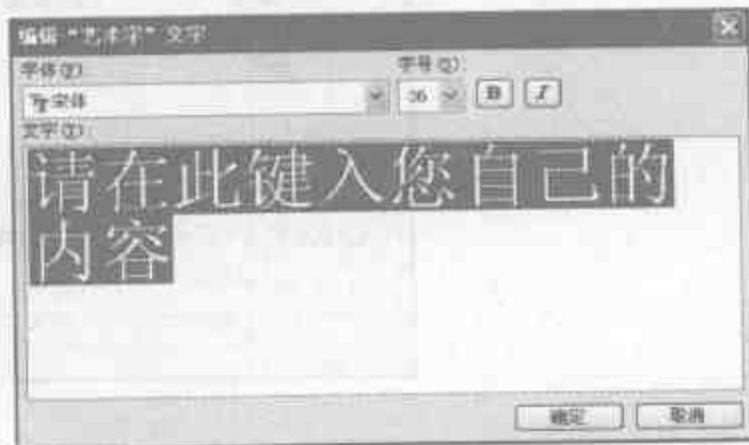 编辑“艺术字”文字
字体(F):
字号(S):
宋体
36
B
I
文字(T):
请在此键入您自己的
内容
确定
取消